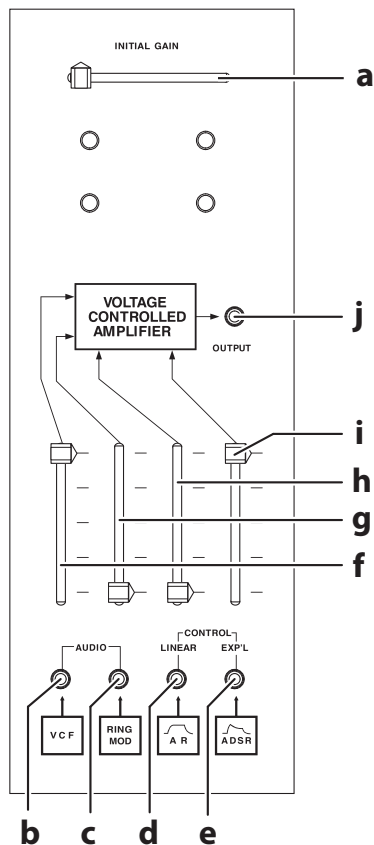 INITIAL GAIN
a
VOLTAGE
CONTROLLED
AMPLIFIER
j
OUTPUT
i
h
g
f
CONTROL
AUDIO
LINEAR
EXP'L
VCF
RING
MOD
AR
ADSR
b
c
d
e